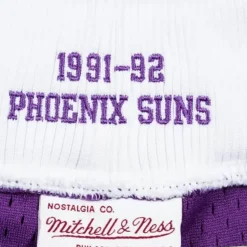 1991-92
PHOENIX SUNS
NOSTALGIA CO.
Mitchell & Ness